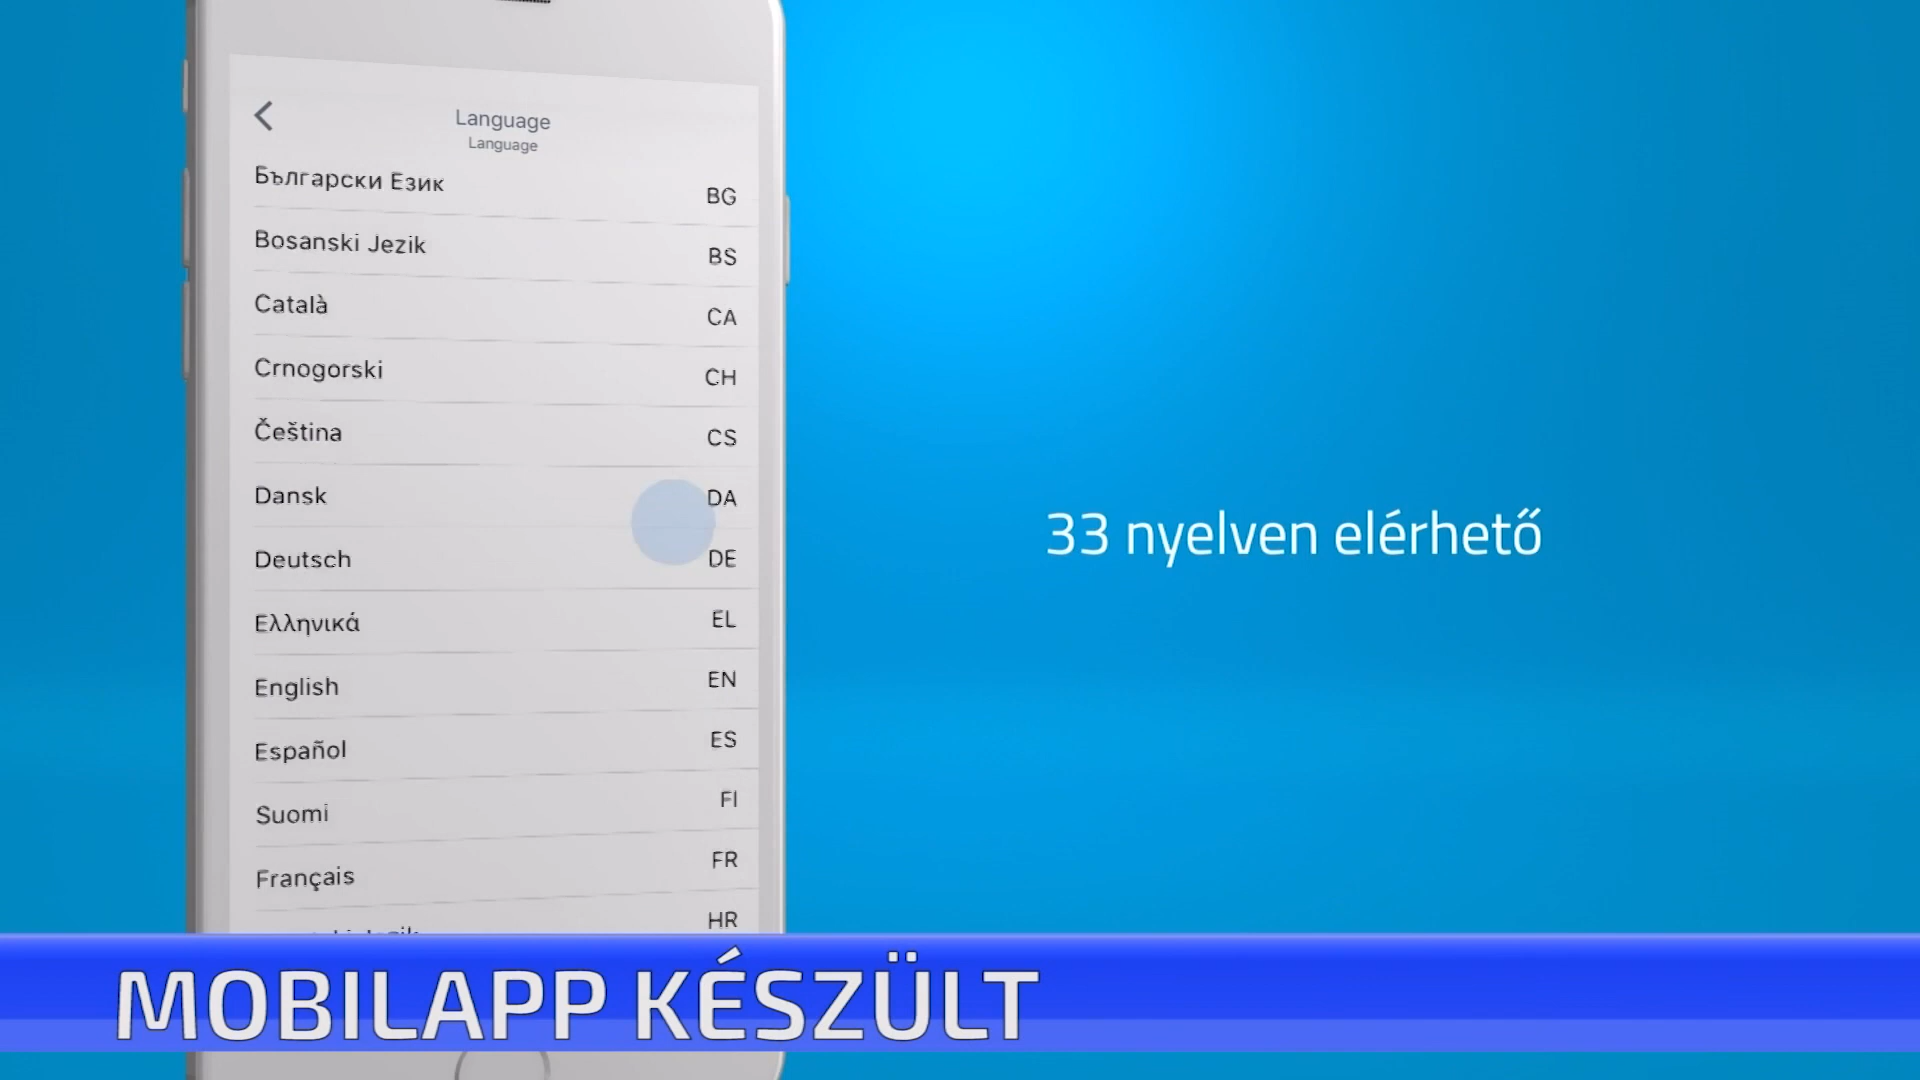 Language
Language
Български Език BG
Bosanski Jezik BS
Català CA
Crnogorski CH
Čeština CS
Dansk DA
Deutsch DE
Ελληνικά EL
English EN
Español ES
Suomi FI
Français FR
HR
33 nyelven elérhető
MOBILAPP KÉSZÜLT